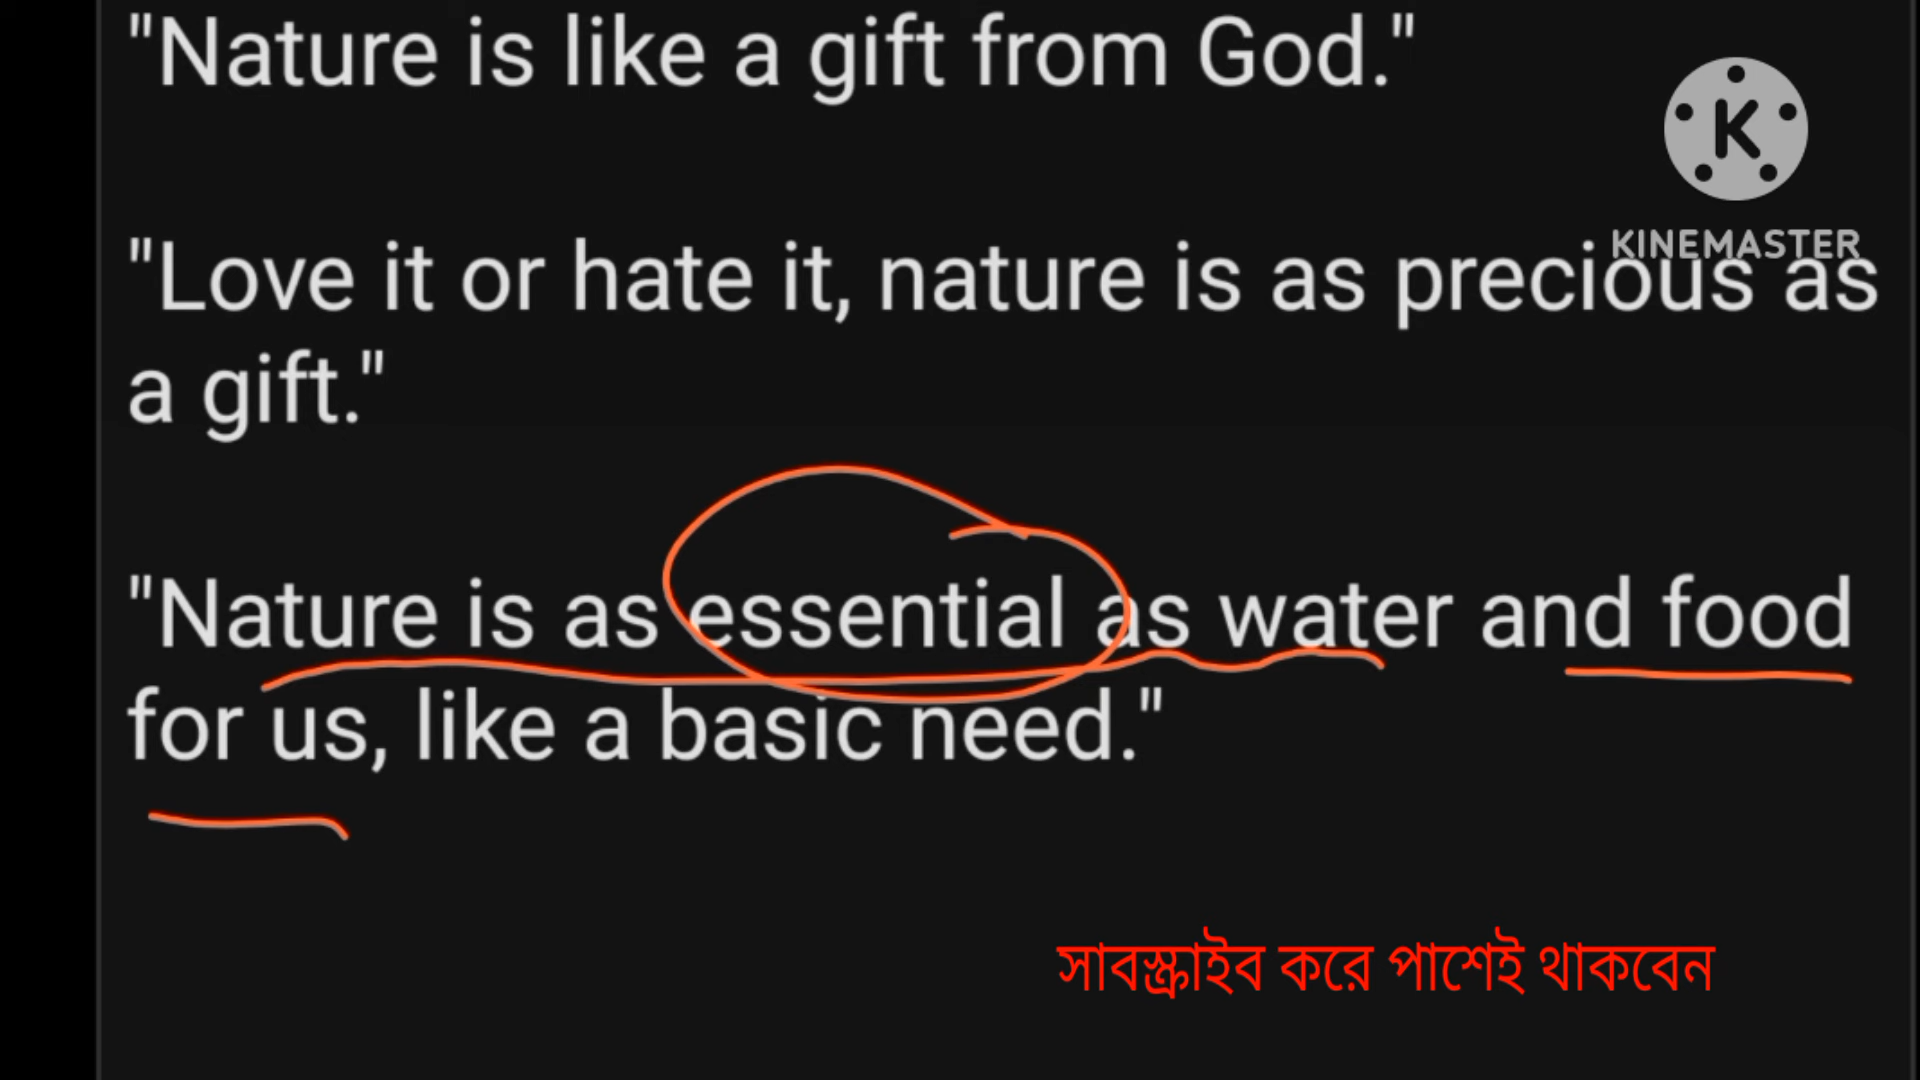 "Nature is like a gift from God."
K
KINEMASTER
"Love it or hate it, nature is as precious as
a gift."
"Nature is as essential as water and food
for us, like a basic need."
সাবস্ক্রাইব করে পাশেই থাকবেন